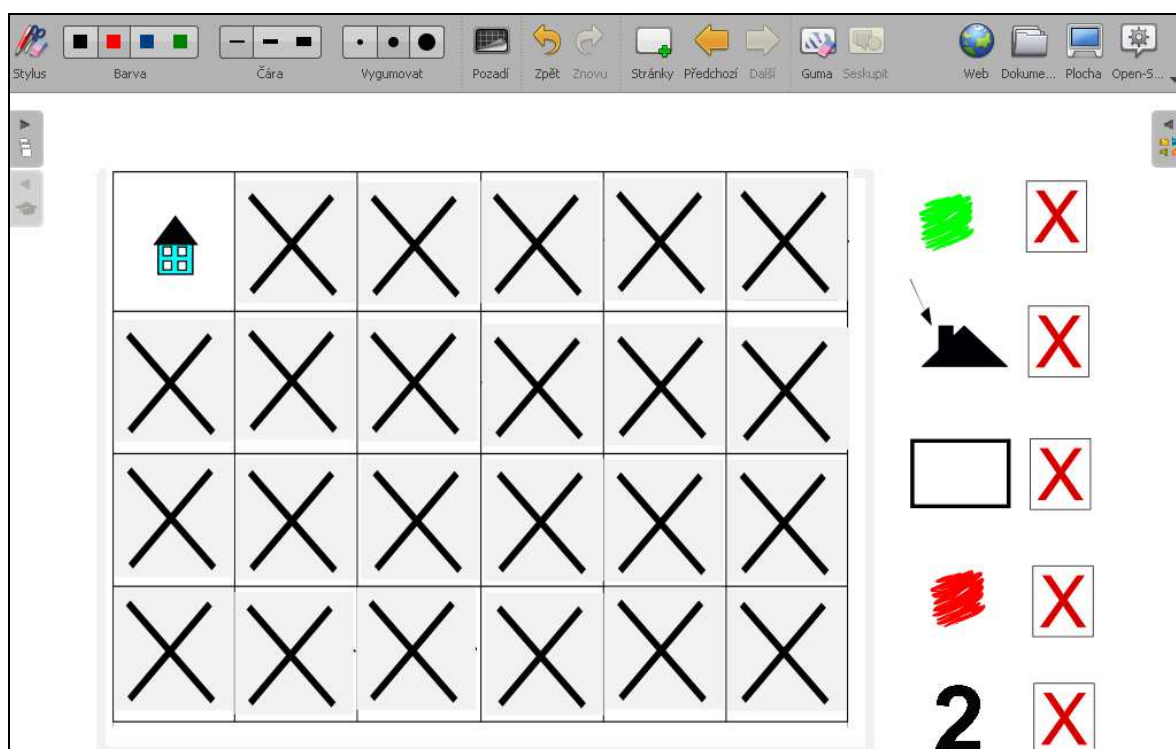 Stylus Barva Čára Vygumovat Pozadí Zpět Znovu Stránky Předchozí Další Guma Seskupit Web Dokume... Plocha Open-S...
X
X
X
X
2 X